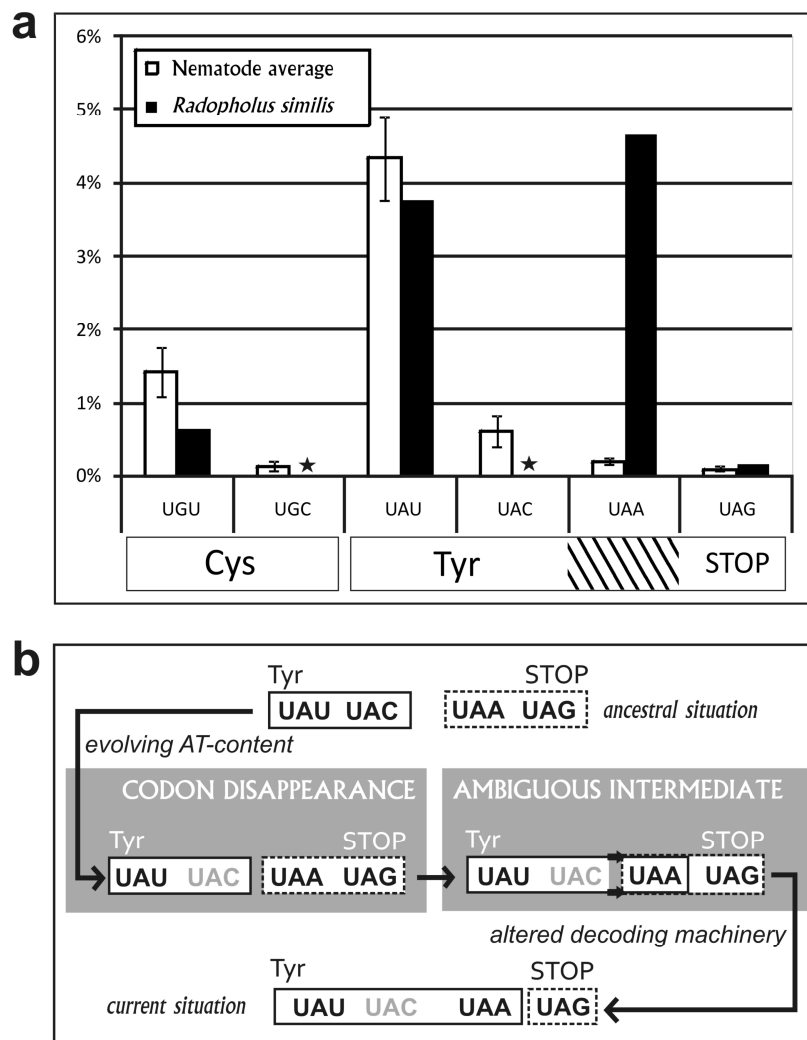 a
6%
Nematode average
Radopholus similis
5%
4%
3%
2%
1%
0%
UGU UGC UAU UAC UAA UAG
Cys Tyr STOP
b
Tyr STOP
UAU UAC UAA UAG ancestral situation
evolving AT-content
CODON DISAPPEARANCE AMBIGUOUS INTERMEDIATE
Tyr STOP Tyr STOP
UAU UAC UAA UAG UAU UAC UAA UAG
altered decoding machinery
Tyr STOP
current situation UAU UAC UAA UAG